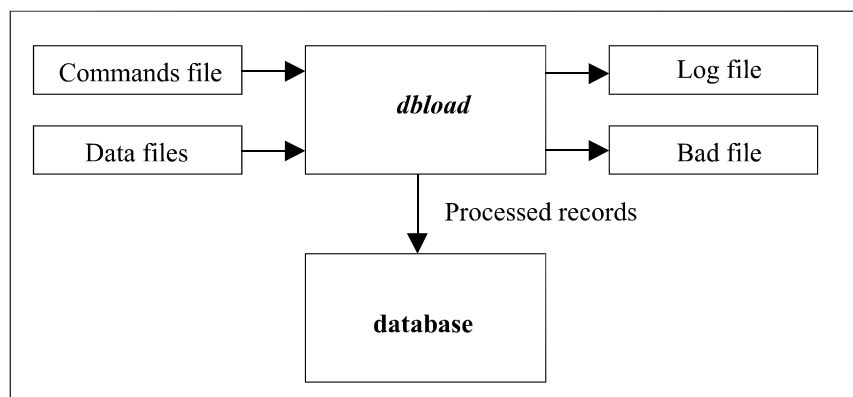 Commands file
dbload
Log file
Data files
Bad file
Processed records
database